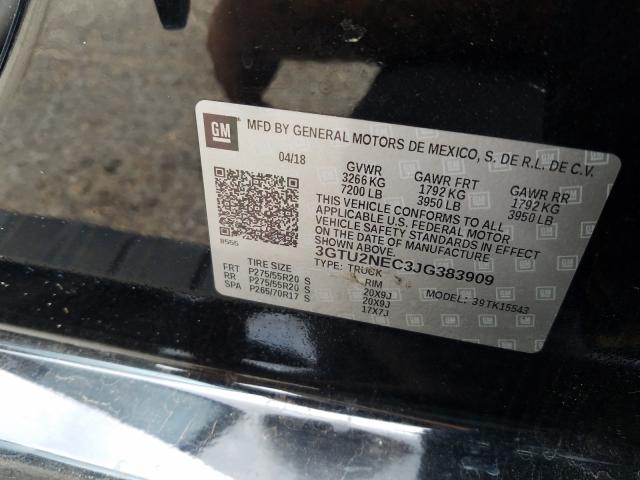 GM
MFD BY GENERAL MOTORS DE MEXICO, S. DE R.L. DE C.V.
04/18 GVWR GAWR FRT GAWR RR
3266 KG 1792 KG 1792 KG
7200 LB 3950 LB 3950 LB
THIS VEHICLE CONFORMS TO ALL
APPLICABLE U.S. FEDERAL MOTOR
VEHICLE SAFETY STANDARDS IN EFFECT
ON THE DATE OF MANUFACTURE
SHOWN ABOVE
3GTU2NEC3JG383909
TYPE: TRUCK MODEL: 39TK15543
TIRE SIZE RIM
FRT P275/55R20 S 20X9J
RR P275/55R20 S 20X9J
SPA P265/70R17 S 17X7J